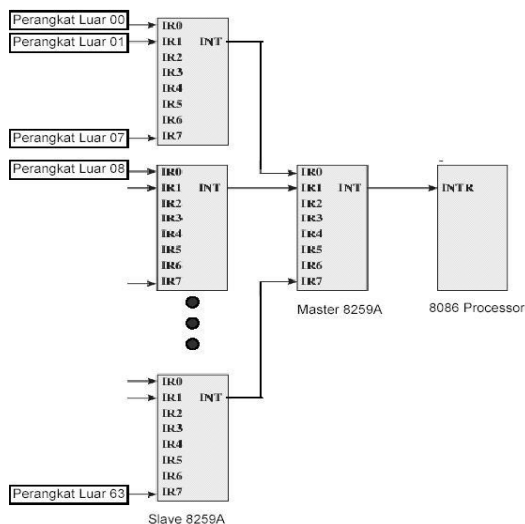 Perangkat Luar 00
Perangkat Luar 01
Perangkat Luar 07
IR0
IR1 INT
IR2
IR3
IR4
IR5
IR6
IR7
Perangkat Luar 08
IR0
IR1 INT
IR2
IR3
IR4
IR5
IR6
IR7
IR0
IR1 INT
IR2
IR3
IR4
IR5
IR6
IR7
Master 8259A
INTR
8086 Processor
IR0
IR1 INT
IR2
IR3
IR4
IR5
IR6
IR7
Perangkat Luar 63
Slave 8259A